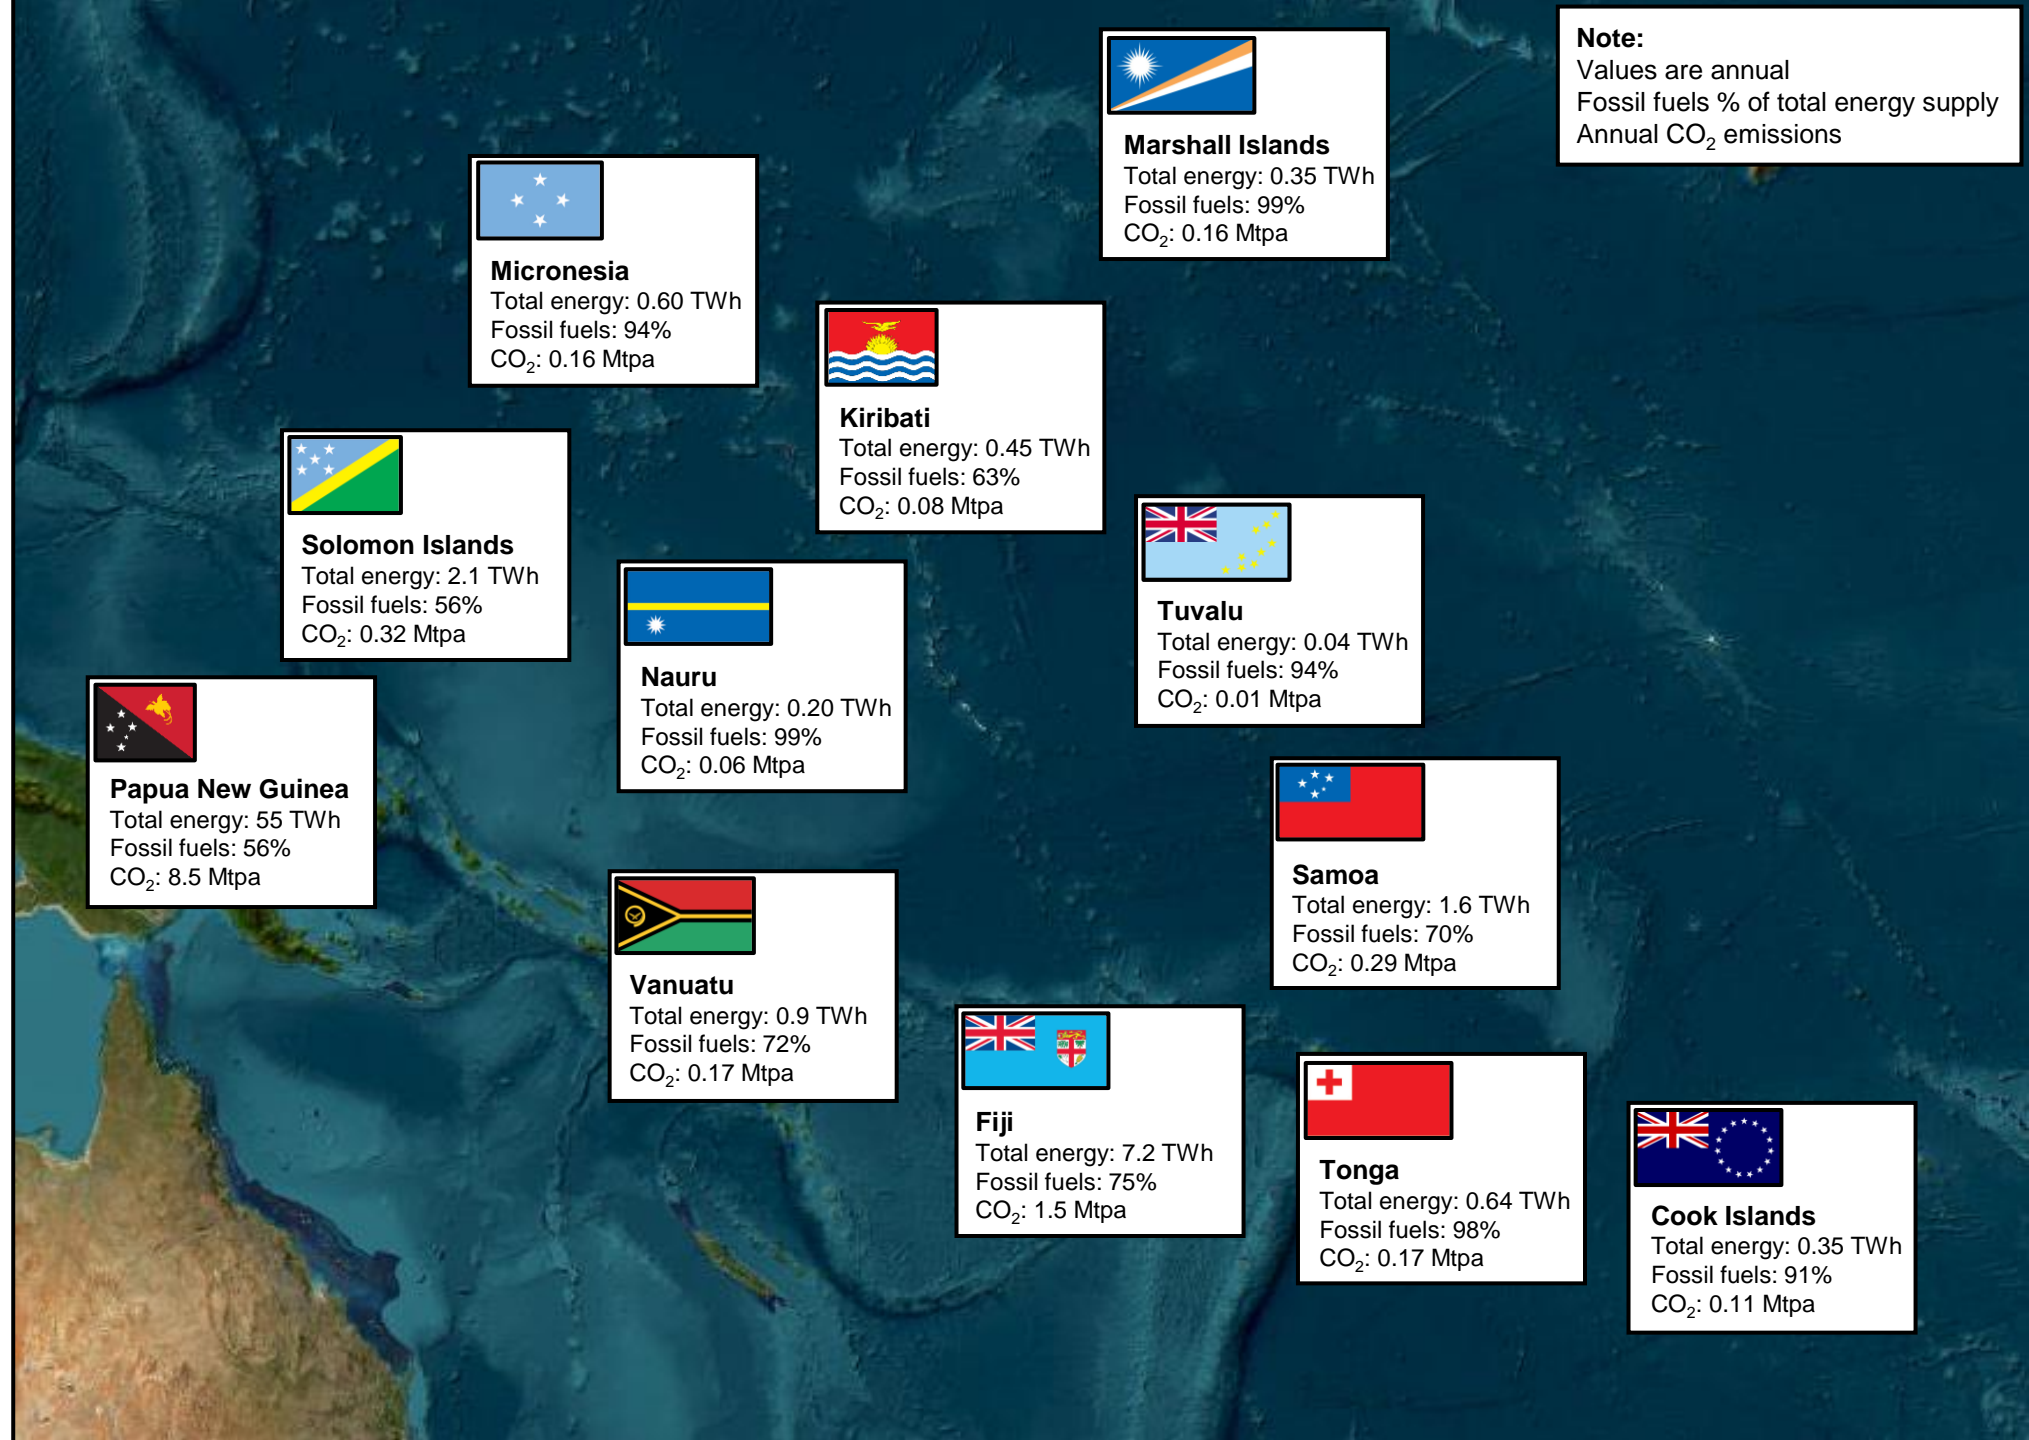 Note:
Values are annual
Fossil fuels % of total energy supply
Annual CO₂ emissions
Marshall Islands
Total energy: 0.35 TWh
Fossil fuels: 99%
CO₂: 0.16 Mtpa
Micronesia
Total energy: 0.60 TWh
Fossil fuels: 94%
CO₂: 0.16 Mtpa
Kiribati
Total energy: 0.45 TWh
Fossil fuels: 63%
CO₂: 0.08 Mtpa
Solomon Islands
Total energy: 2.1 TWh
Fossil fuels: 56%
CO₂: 0.32 Mtpa
Tuvalu
Total energy: 0.04 TWh
Fossil fuels: 94%
CO₂: 0.01 Mtpa
Nauru
Total energy: 0.20 TWh
Fossil fuels: 99%
CO₂: 0.06 Mtpa
Papua New Guinea
Total energy: 55 TWh
Fossil fuels: 56%
CO₂: 8.5 Mtpa
Samoa
Total energy: 1.6 TWh
Fossil fuels: 70%
CO₂: 0.29 Mtpa
Vanuatu
Total energy: 0.9 TWh
Fossil fuels: 72%
CO₂: 0.17 Mtpa
Fiji
Total energy: 7.2 TWh
Fossil fuels: 75%
CO₂: 1.5 Mtpa
Tonga
Total energy: 0.64 TWh
Fossil fuels: 98%
CO₂: 0.17 Mtpa
Cook Islands
Total energy: 0.35 TWh
Fossil fuels: 91%
CO₂: 0.11 Mtpa